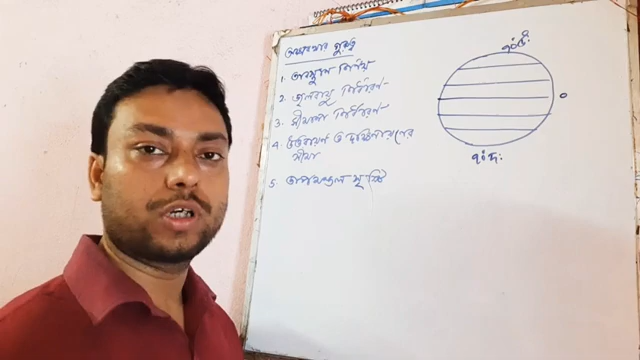 অক্ষরেখার গুরুত্ব
1. অবস্থান নির্ণয়
2. জলবায়ু নির্ধারণ-
3. সীমানা নির্ধারণ-
4. উত্তরায়ণ ও দক্ষিণায়ণের
সীমা
5. তাপমণ্ডল সৃষ্টি
৯০°উ:
০
৯০°দ: